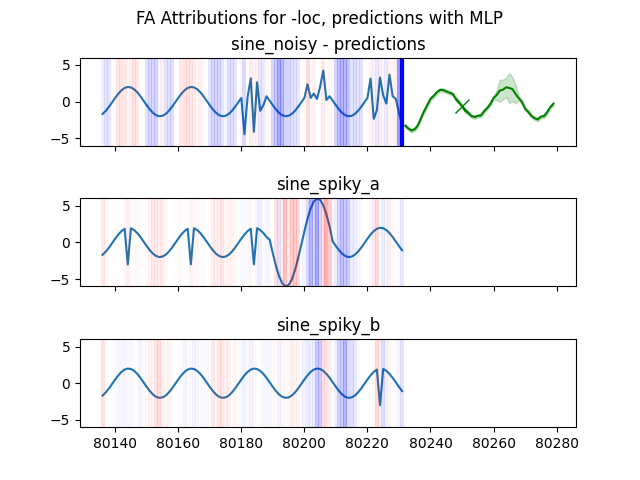 FA Attributions for -loc, predictions with MLP
sine_noisy - predictions
5
0
−5
sine_spiky_a
5
0
−5
sine_spiky_b
5
0
−5
80140 80160 80180 80200 80220 80240 80260 80280